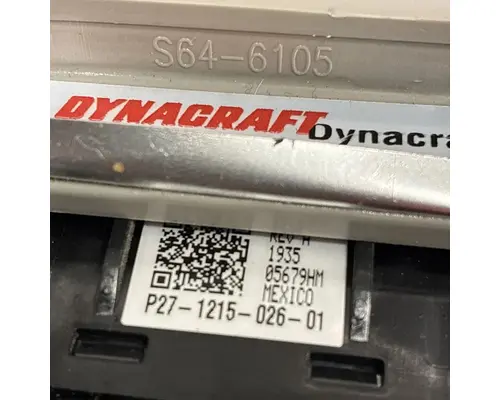 S64-6105
DYNACRAFT Dynacra
REV A
1935
05679HM
MEXICO
P27-1215-026-01